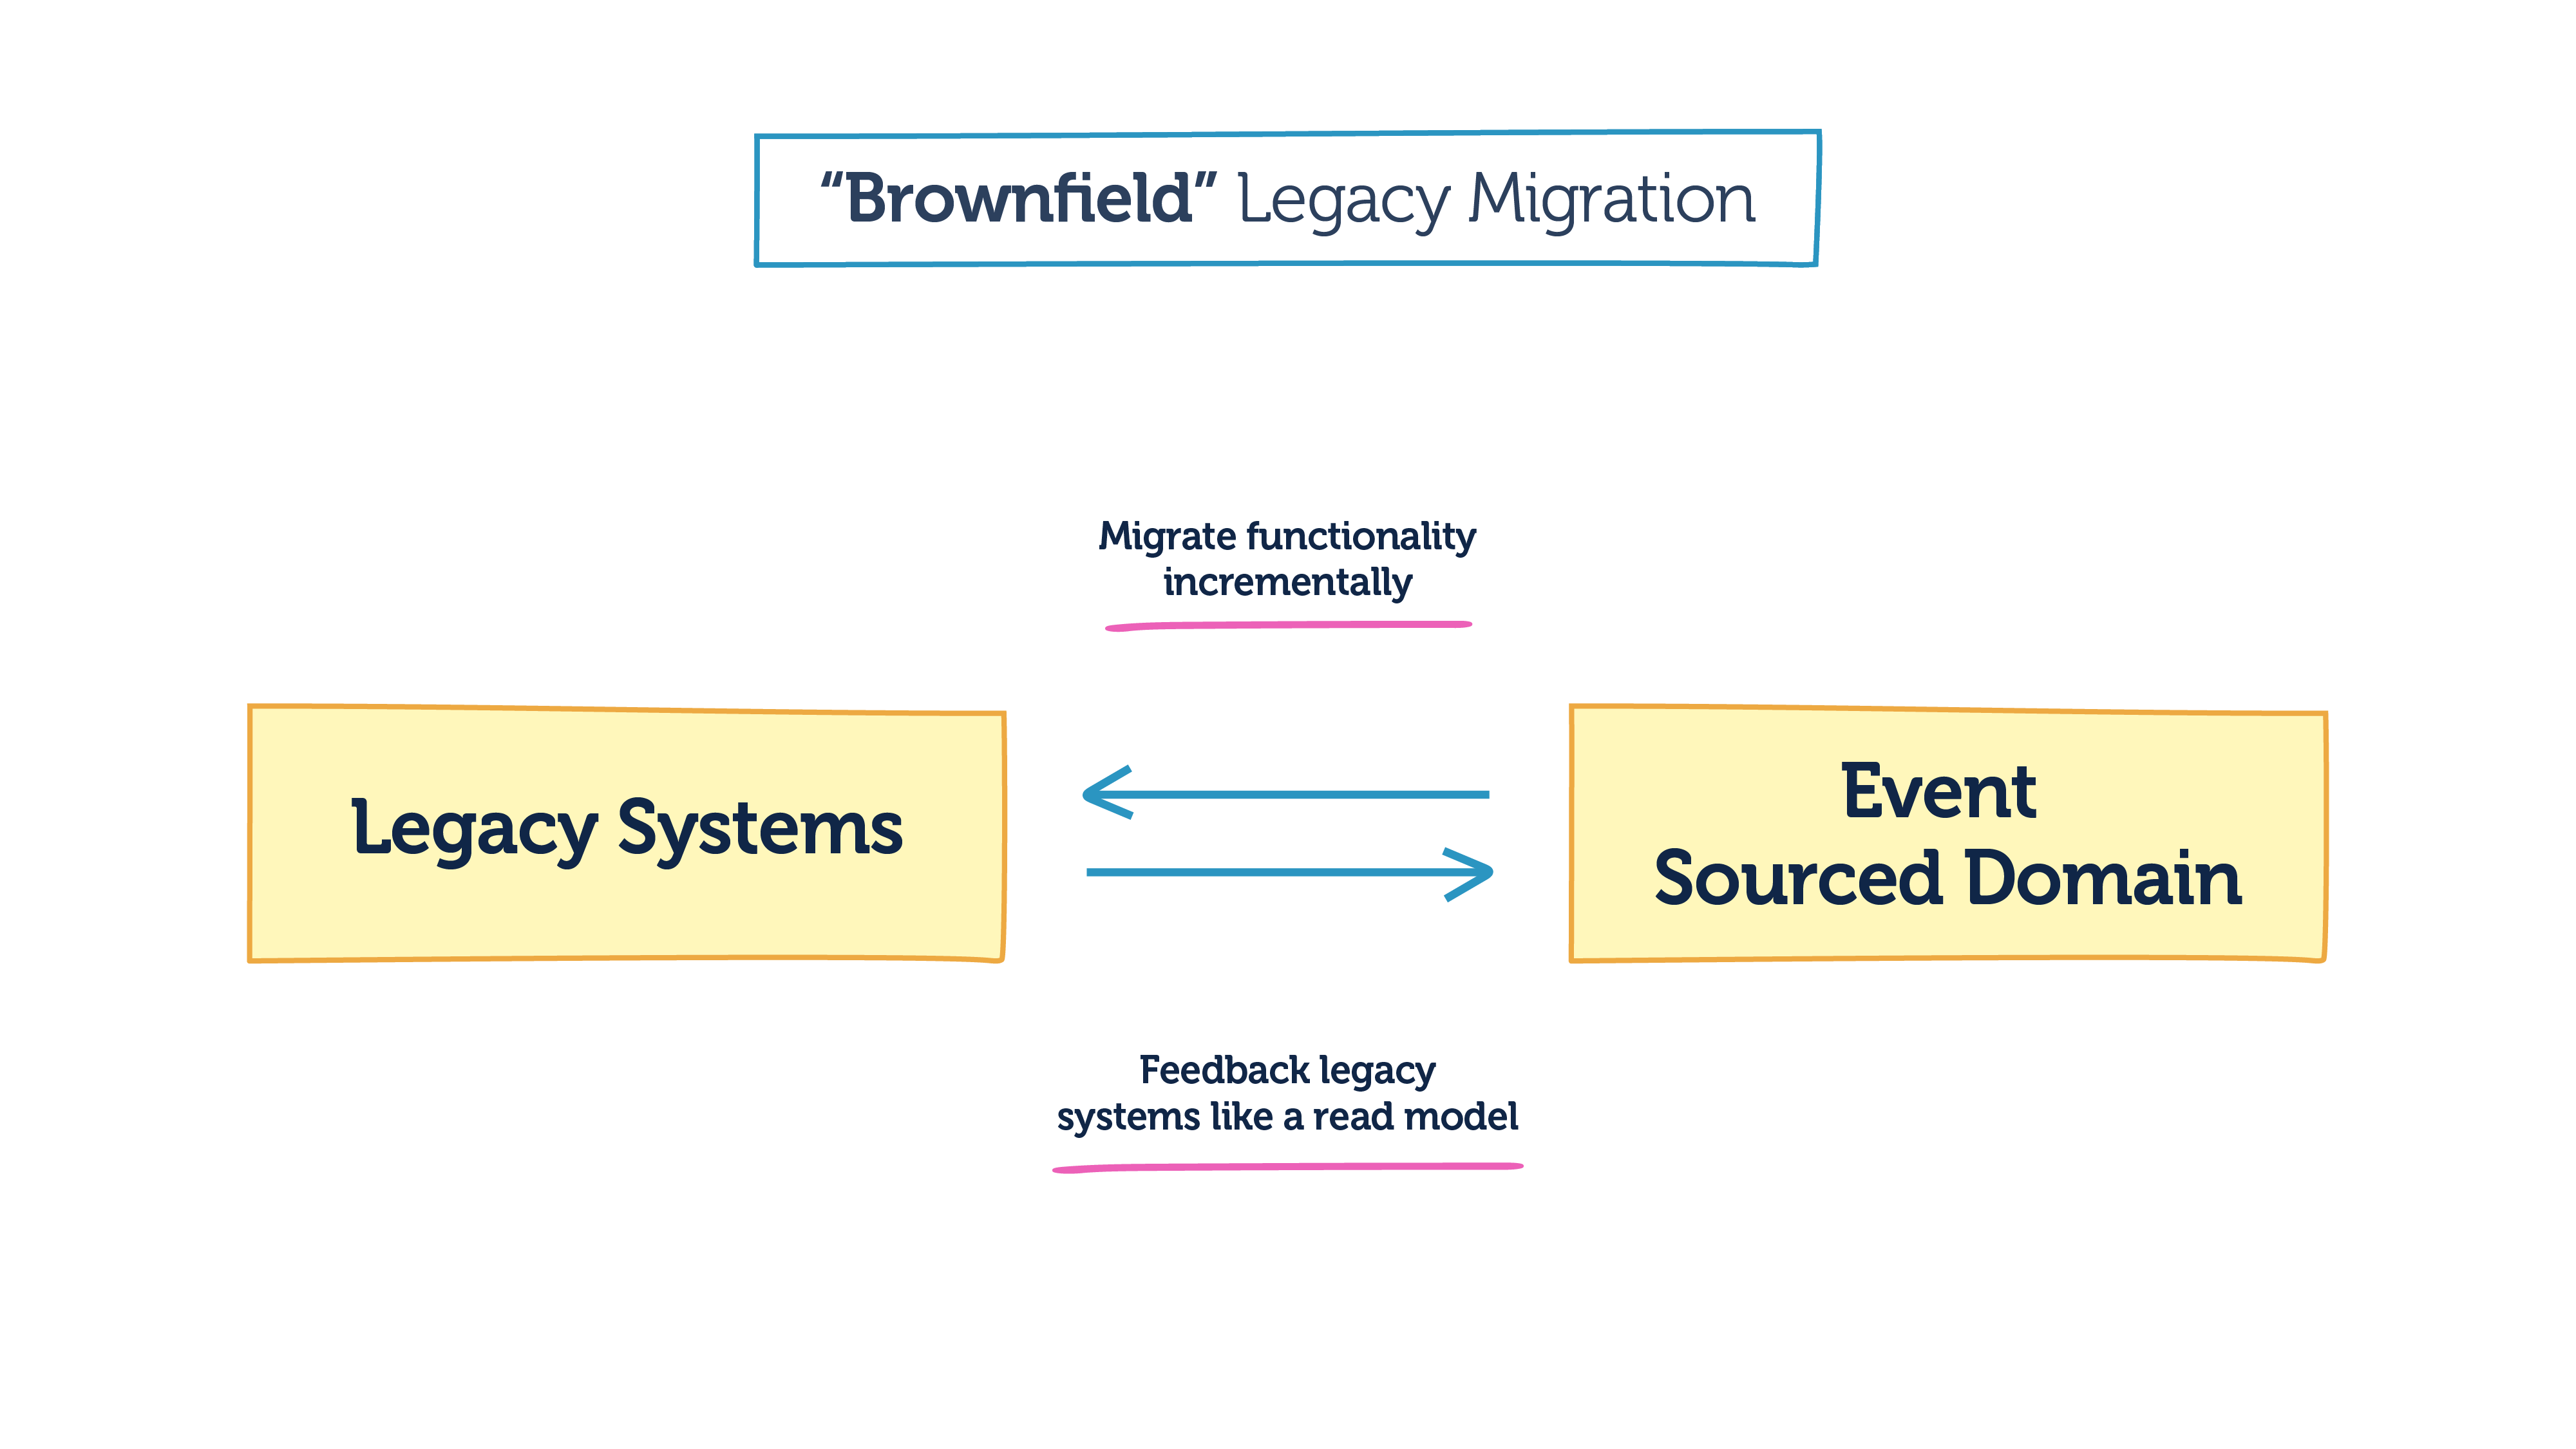 “Brownfield” Legacy Migration
Migrate functionality
incrementally
Legacy Systems
Event
Sourced Domain
Feedback legacy
systems like a read model